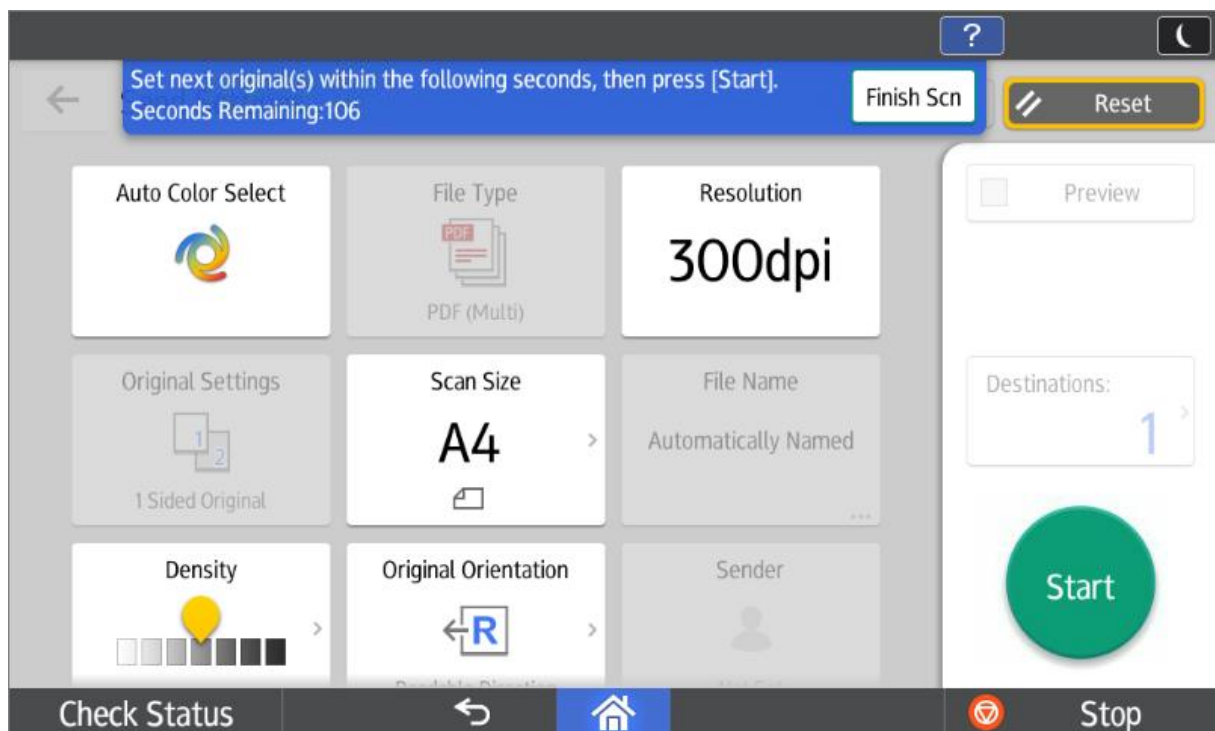 ?
Set next original(s) within the following seconds, then press [Start].
Seconds Remaining:106
Finish Scn
Reset
Auto Color Select
File Type
PDF
PDF (Multi)
Resolution
300dpi
Preview
Original Settings
1
2
1 Sided Original
Scan Size
A4
File Name
Automatically Named
...
Destinations:
1
Density
Original Orientation
R
Sender
Start
Check Status
Stop